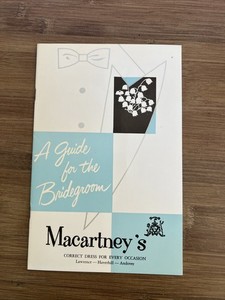 A Guide
for the
Bridegroom
Macartney's
CORRECT DRESS FOR EVERY OCCASION
Lawrence — Haverhill — Andover